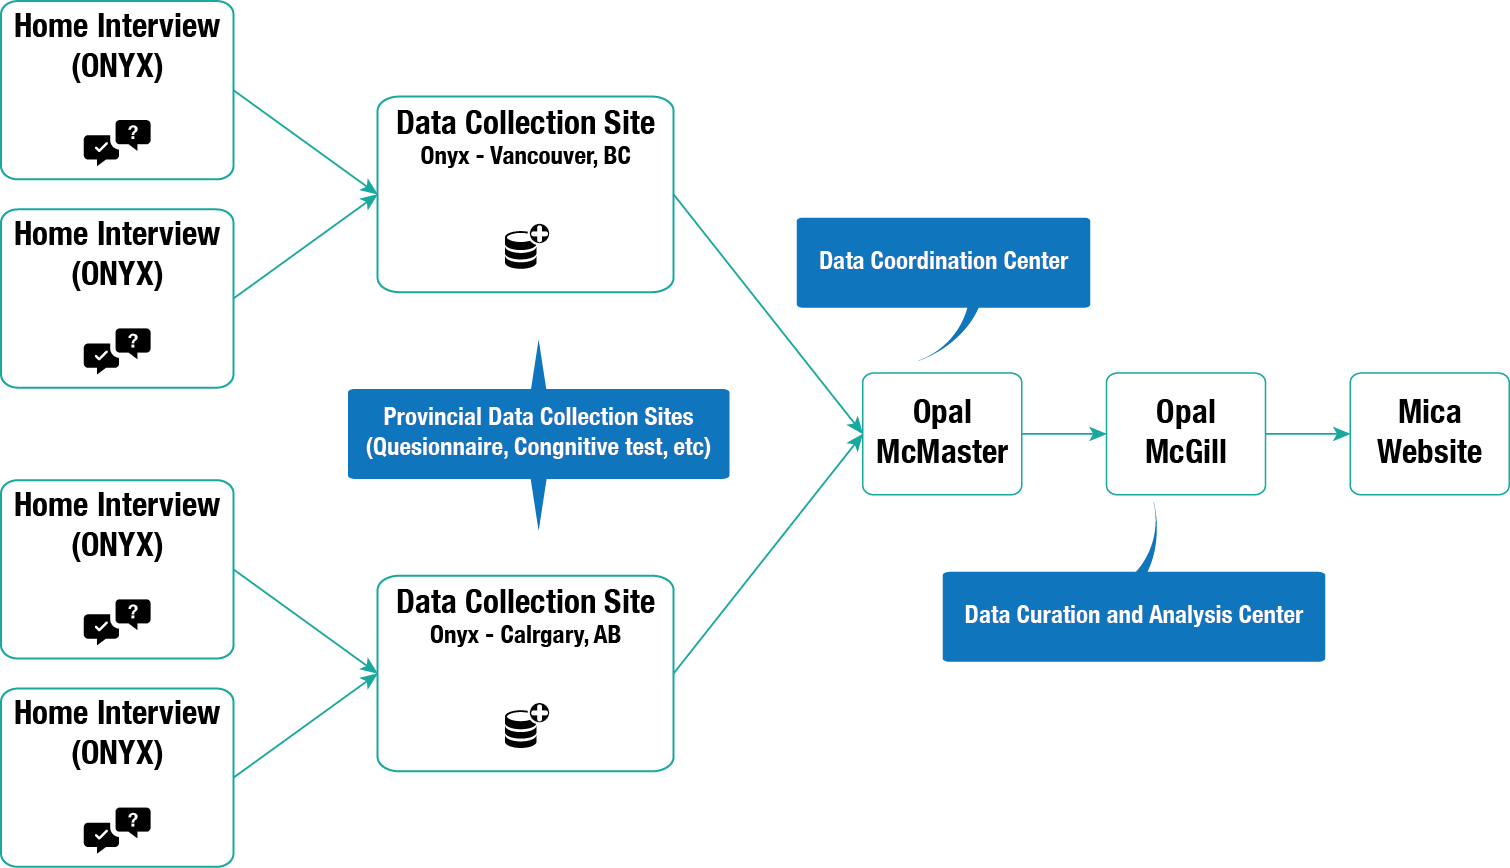 Home Interview
(ONYX)
?
Home Interview
(ONYX)
?
Data Collection Site
Onyx - Vancouver, BC
Provincial Data Collection Sites
(Quesionnaire, Congnitive test, etc)
Home Interview
(ONYX)
?
Home Interview
(ONYX)
?
Data Collection Site
Onyx - Calrgary, AB
Data Coordination Center
Opal
McMaster
Opal
McGill
Mica
Website
Data Curation and Analysis Center